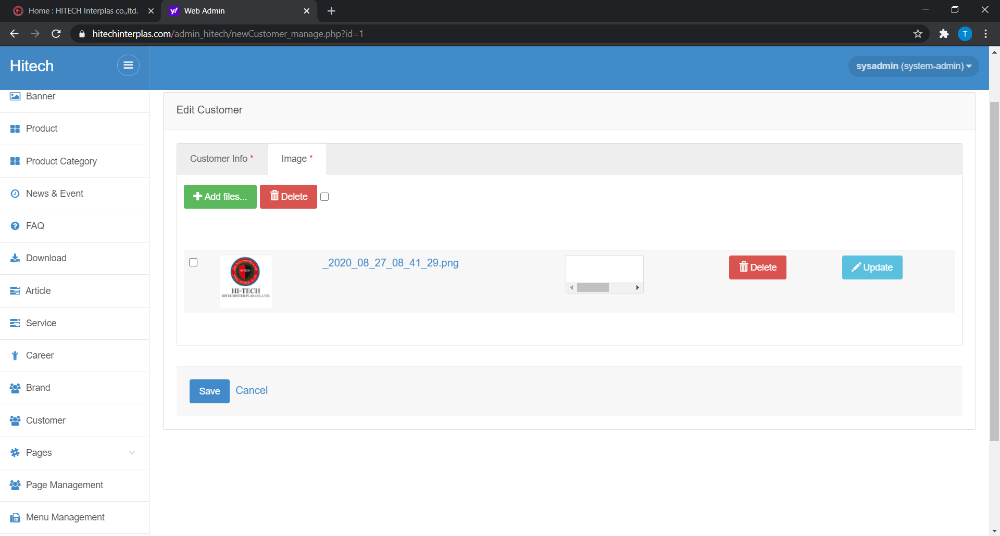 Home : HITECH Interplas co.,ltd.
Web Admin
hitechinterplas.com/admin_hitech/newCustomer_manage.php?id=1
T
Hitech
sysadmin (system-admin)
Banner
Product
Product Category
News & Event
FAQ
Download
Article
Service
Career
Brand
Customer
Pages
Page Management
Menu Management
Edit Customer
Customer Info *
Image *
Add files...
Delete
HI-TECH
HITECHINTERPLAS CO.,LTD.
_2020_08_27_08_41_29.png
Delete
Update
Save
Cancel